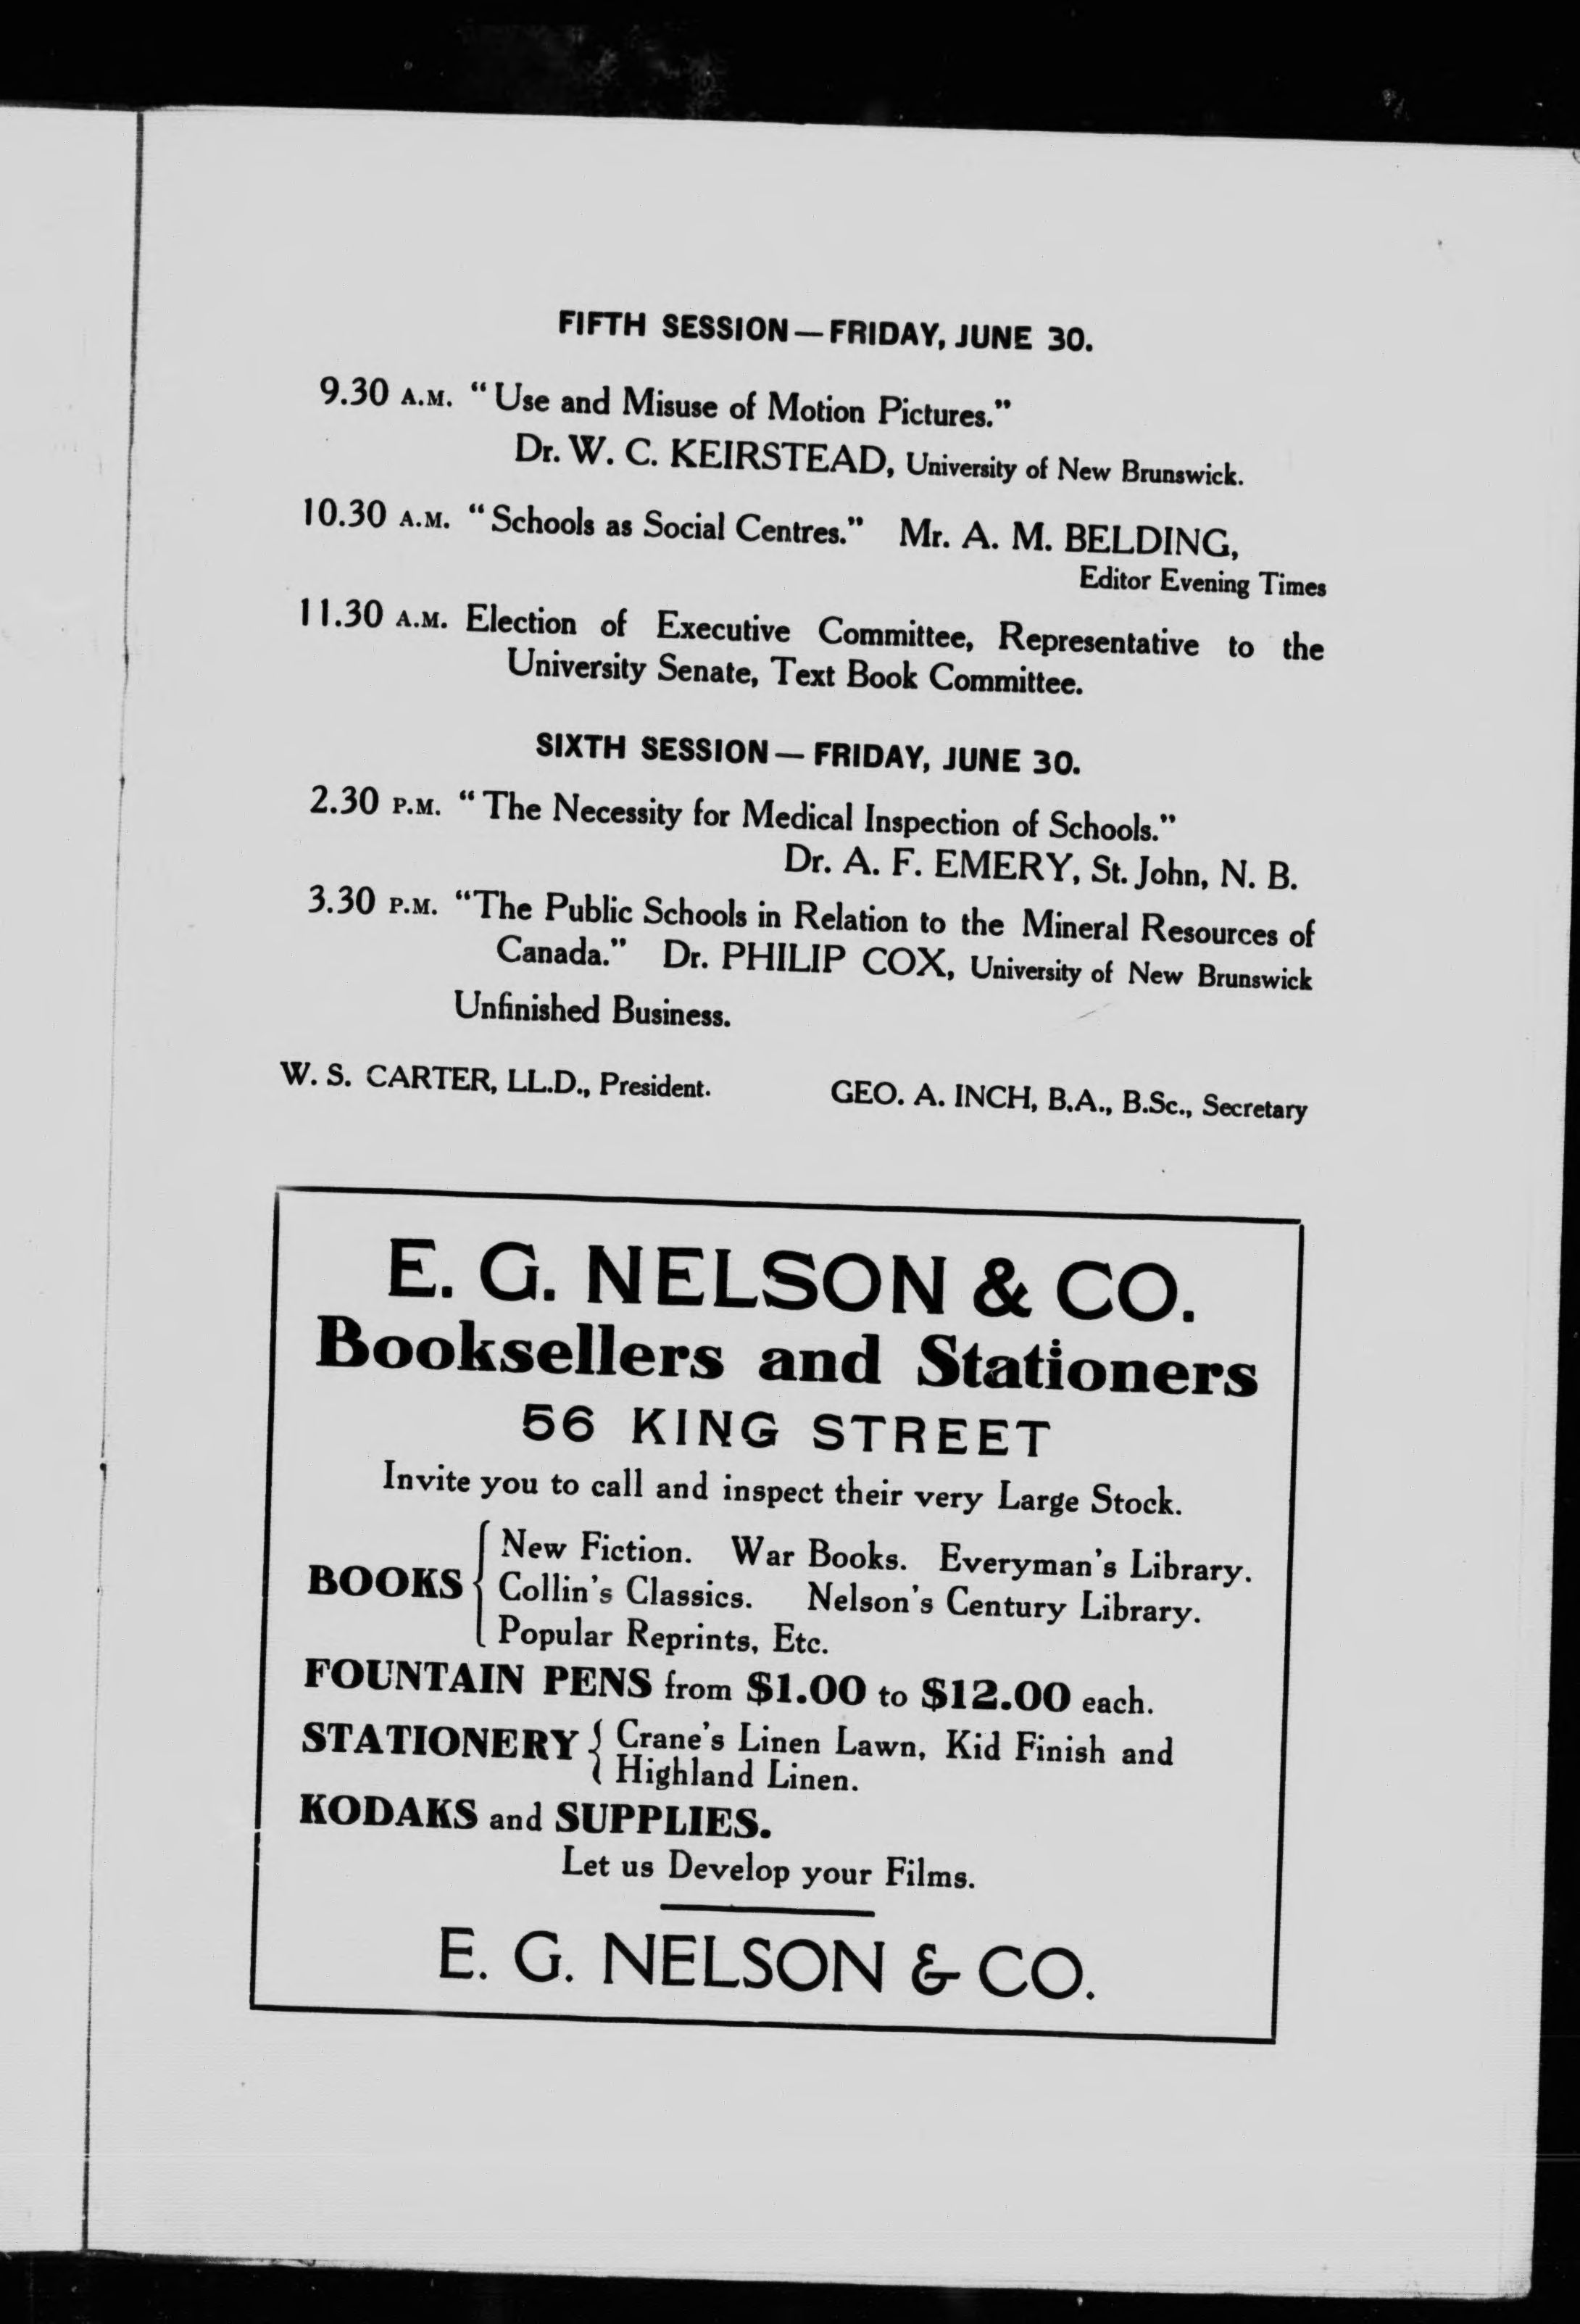 FIFTH SESSION — FRIDAY, JUNE 30.
9.30 A.M. "Use and Misuse of Motion Pictures."
Dr. W. C. KEIRSTEAD, University of New Brunswick.
10.30 A.M. "Schools as Social Centres." Mr. A. M. BELDING,
Editor Evening Times
11.30 A.M. Election of Executive Committee, Representative to the
University Senate, Text Book Committee.
SIXTH SESSION — FRIDAY, JUNE 30.
2.30 P.M. "The Necessity for Medical Inspection of Schools."
Dr. A. F. EMERY, St. John, N. B.
3.30 P.M. "The Public Schools in Relation to the Mineral Resources of
Canada." Dr. PHILIP COX, University of New Brunswick
Unfinished Business.
W. S. CARTER, LL.D., President. GEO. A. INCH, B.A., B.Sc., Secretary
E. G. NELSON & CO.
Booksellers and Stationers
56 KING STREET
Invite you to call and inspect their very Large Stock.
BOOKS { New Fiction. War Books. Everyman's Library.
Collin's Classics. Nelson's Century Library.
Popular Reprints, Etc.
FOUNTAIN PENS from $1.00 to $12.00 each.
STATIONERY { Crane's Linen Lawn, Kid Finish and
Highland Linen.
KODAKS and SUPPLIES.
Let us Develop your Films.
E. G. NELSON & CO.